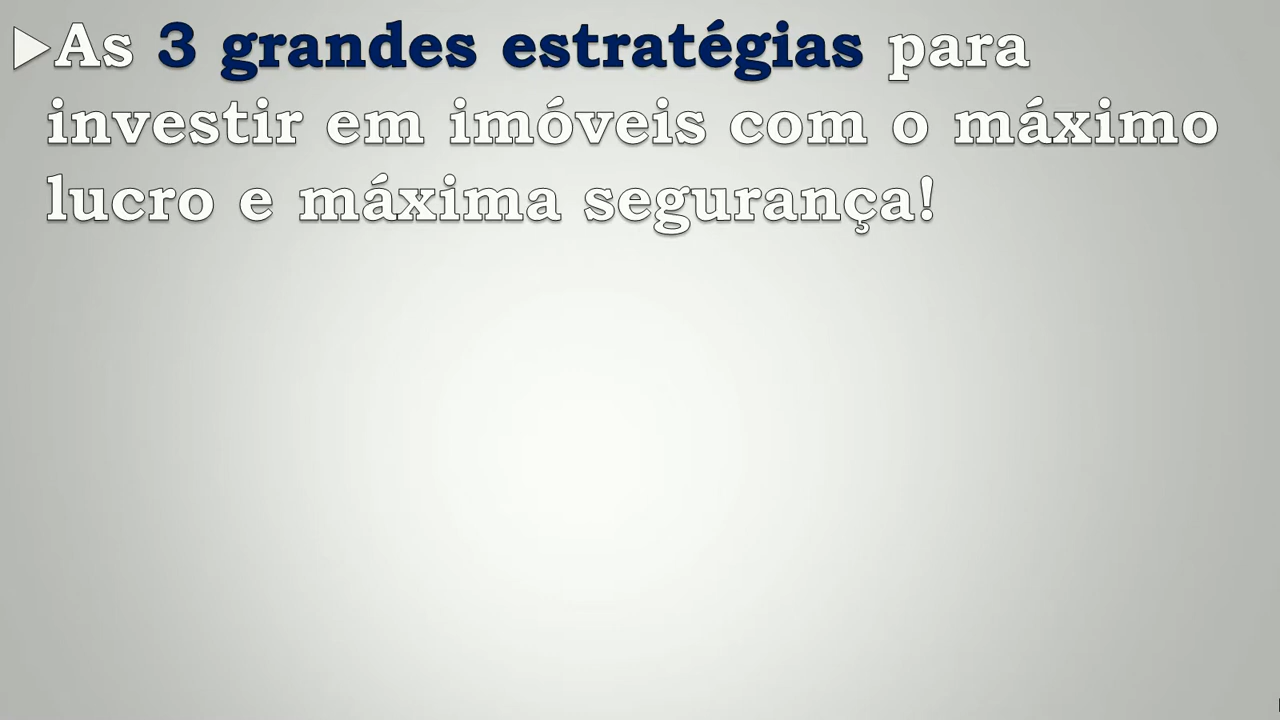 ▶As 3 grandes estratégias para
investir em imóveis com o máximo
lucro e máxima segurança!